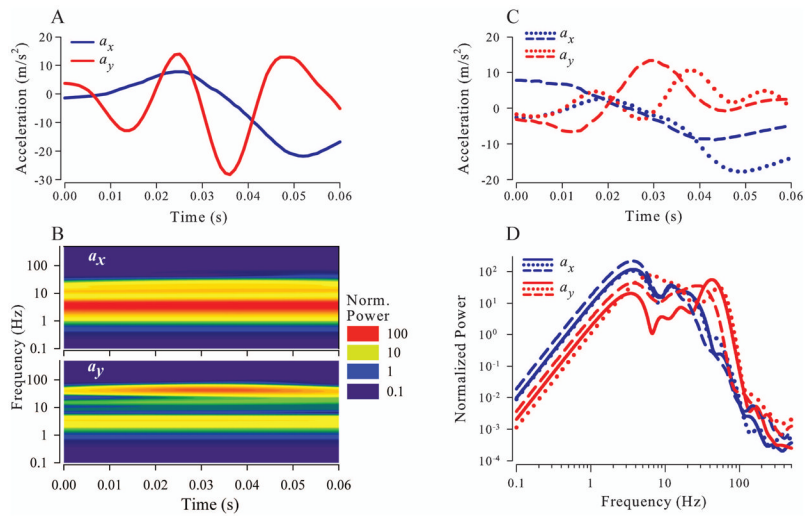 A
a_x
a_y
Acceleration (m/s²)
20
10
0
-10
-20
-30
0.00 0.01 0.02 0.03 0.04 0.05 0.06
Time (s)
C
a_x
a_y
Acceleration (m/s²)
20
10
0
-10
-20
0.00 0.01 0.02 0.03 0.04 0.05 0.06
Time (s)
B
a_x
100
10
1
0.1
Frequency (Hz)
a_y
100
10
1
0.1
0.00 0.01 0.02 0.03 0.04 0.05 0.06
Time (s)
Norm.
Power
100
10
1
0.1
D
a_x
a_y
Normalized Power
10²
10¹
10⁰
10⁻¹
10⁻²
10⁻³
10⁻⁴
0.1 1 10 100
Frequency (Hz)